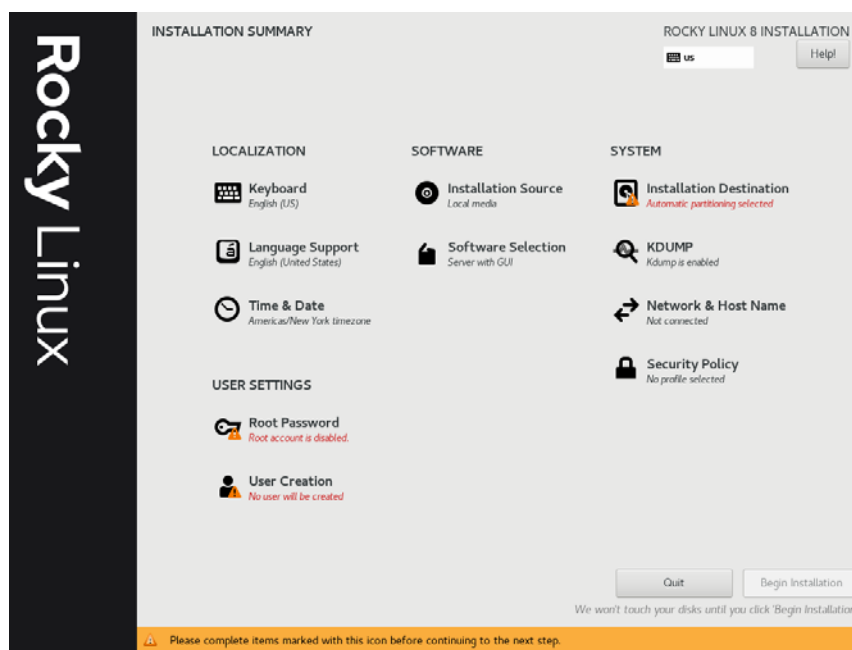 Rocky Linux
INSTALLATION SUMMARY
ROCKY LINUX 8 INSTALLATION
us
Help!
LOCALIZATION
Keyboard
English (US)
Language Support
English (United States)
Time & Date
Americas/New York timezone
SOFTWARE
Installation Source
Local media
Software Selection
Server with GUI
SYSTEM
Installation Destination
Automatic partitioning selected
KDUMP
Kdump is enabled
Network & Host Name
Not connected
Security Policy
No profile selected
USER SETTINGS
Root Password
Root account is disabled.
User Creation
No user will be created
Quit
Begin Installation
We won't touch your disks until you click 'Begin Installation
Please complete items marked with this icon before continuing to the next step.